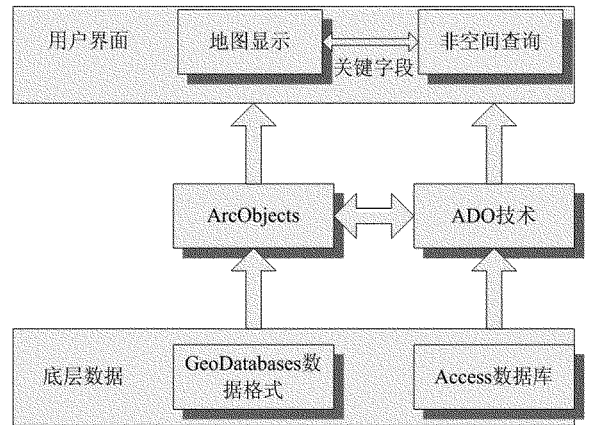 用户界面
地图显示
非空间查询
关键字段
ArcObjects
ADO技术
底层数据
GeoDatabases数
据格式
Access数据库